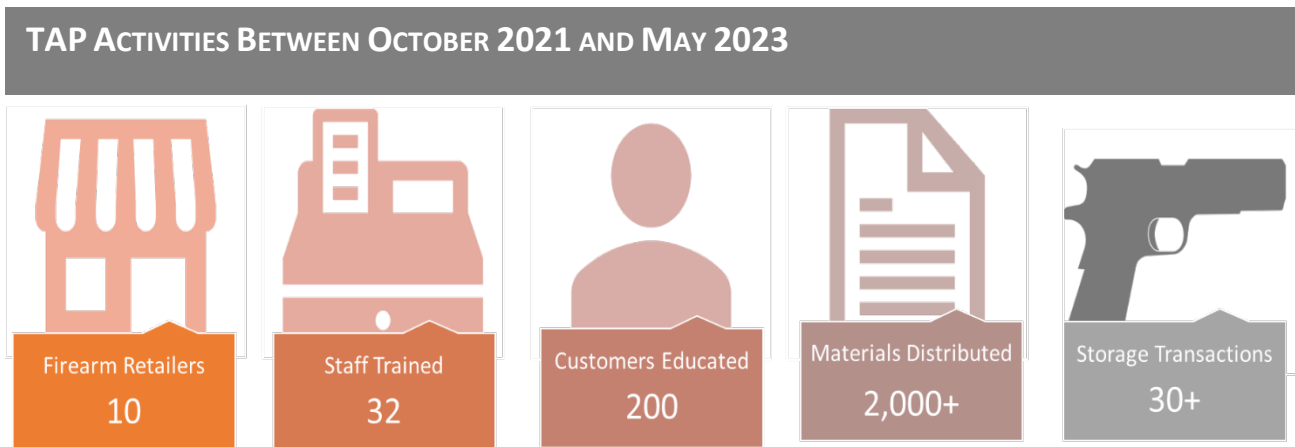 TAP ACTIVITIES BETWEEN OCTOBER 2021 AND MAY 2023
Firearm Retailers
10
Staff Trained
32
Customers Educated
200
Materials Distributed
2,000+
Storage Transactions
30+